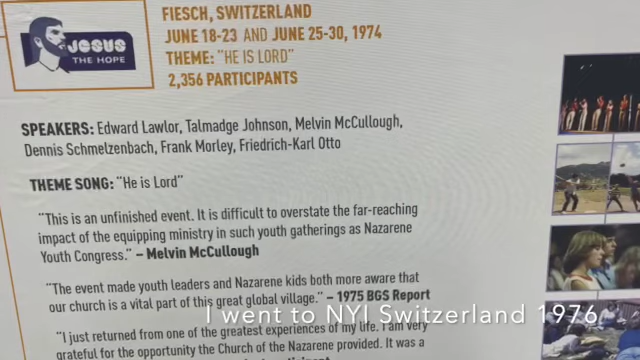 JESUS
THE HOPE
FIESCH, SWITZERLAND
JUNE 18-23 AND JUNE 25-30, 1974
THEME: "HE IS LORD"
2,356 PARTICIPANTS
SPEAKERS: Edward Lawlor, Talmadge Johnson, Melvin McCullough,
Dennis Schmelzenbach, Frank Morley, Friedrich-Karl Otto
THEME SONG: "He is Lord"
"This is an unfinished event. It is difficult to overstate the far-reaching
impact of the equipping ministry in such youth gatherings as Nazarene
Youth Congress." – Melvin McCullough
"The event made youth leaders and Nazarene kids both more aware that
our church is a vital part of this great global village." – 1975 BGS Report
I went to NYI Switzerland 1976
"I just returned from one of the greatest experiences of my life. I am very
grateful for the opportunity the Church of the Nazarene provided. It was a